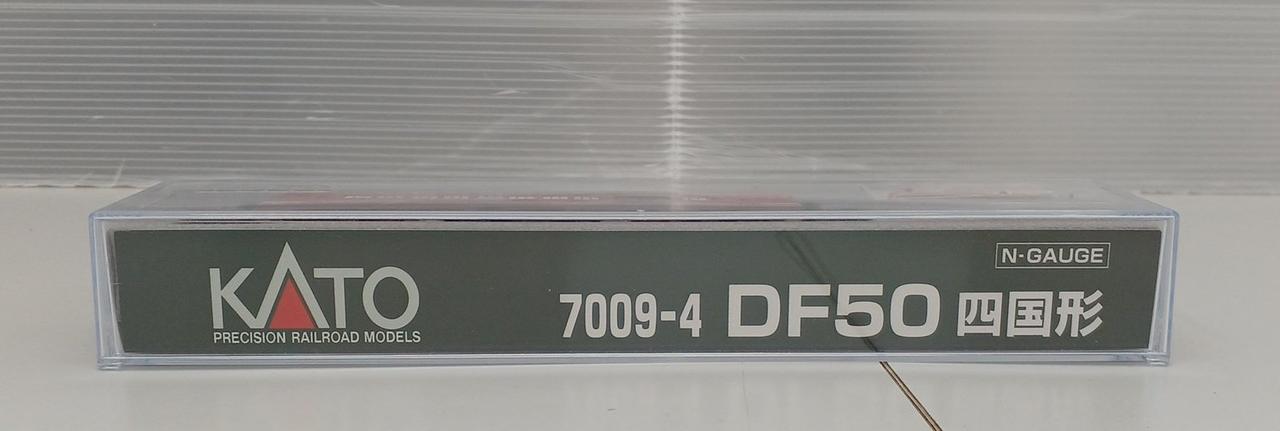 KATO
PRECISION RAILROAD MODELS
N-GAUGE
7009-4 DF50 四国形